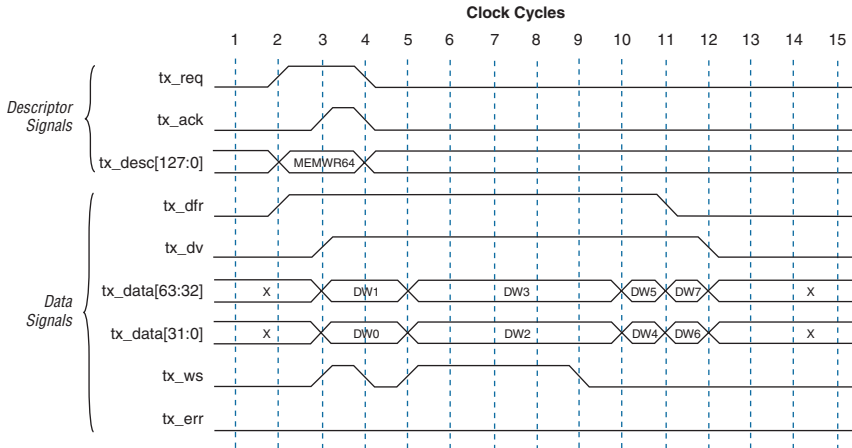 Clock Cycles
1 2 3 4 5 6 7 8 9 10 11 12 13 14 15
Descriptor
Signals
tx_req
tx_ack
tx_desc[127:0] MEMWR64
Data
Signals
tx_dfr
tx_dv
tx_data[63:32] X DW1 DW3 DW5 DW7 X
tx_data[31:0] X DW0 DW2 DW4 DW6 X
tx_ws
tx_err